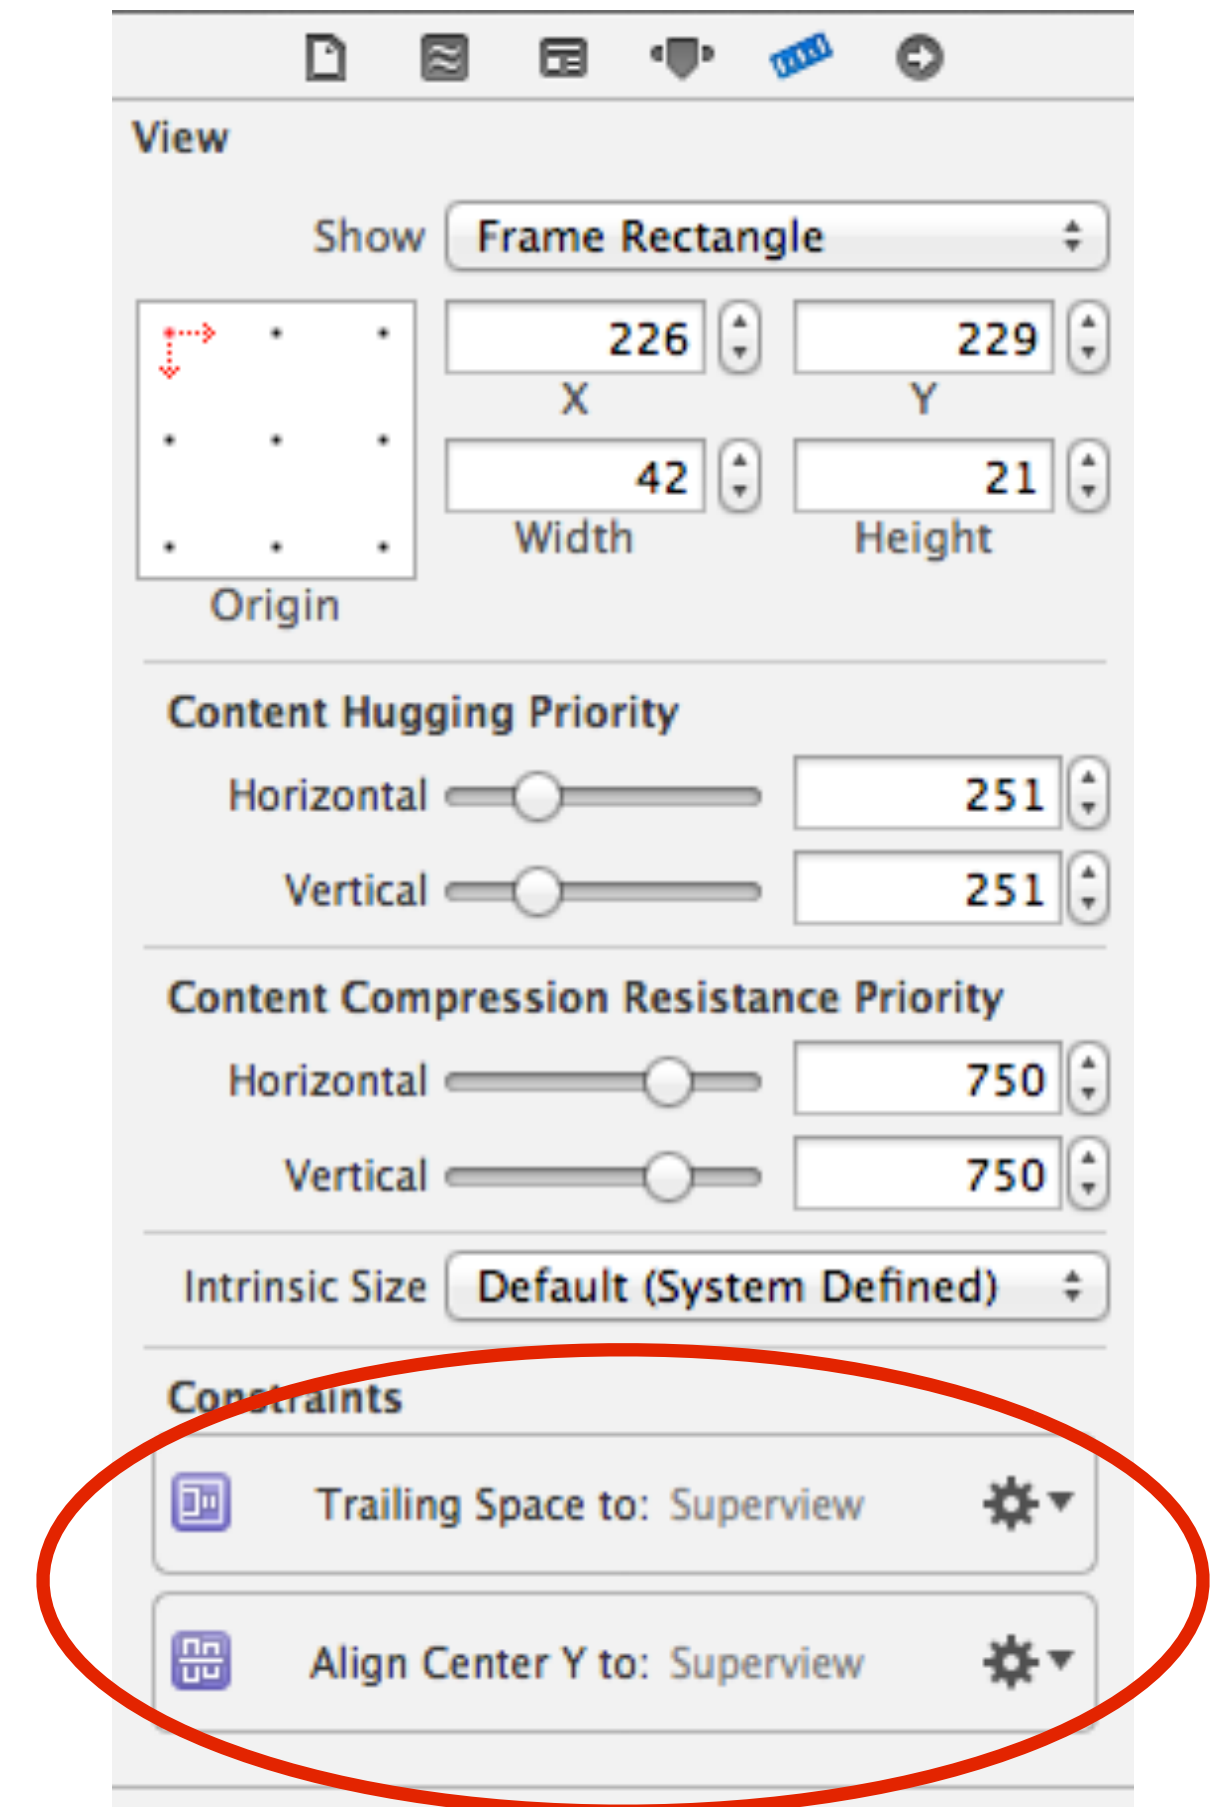 View
Show Frame Rectangle
226 229
X Y
42 21
Width Height
Origin
Content Hugging Priority
Horizontal 251
Vertical 251
Content Compression Resistance Priority
Horizontal 750
Vertical 750
Intrinsic Size Default (System Defined)
Constraints
Trailing Space to: Superview
Align Center Y to: Superview